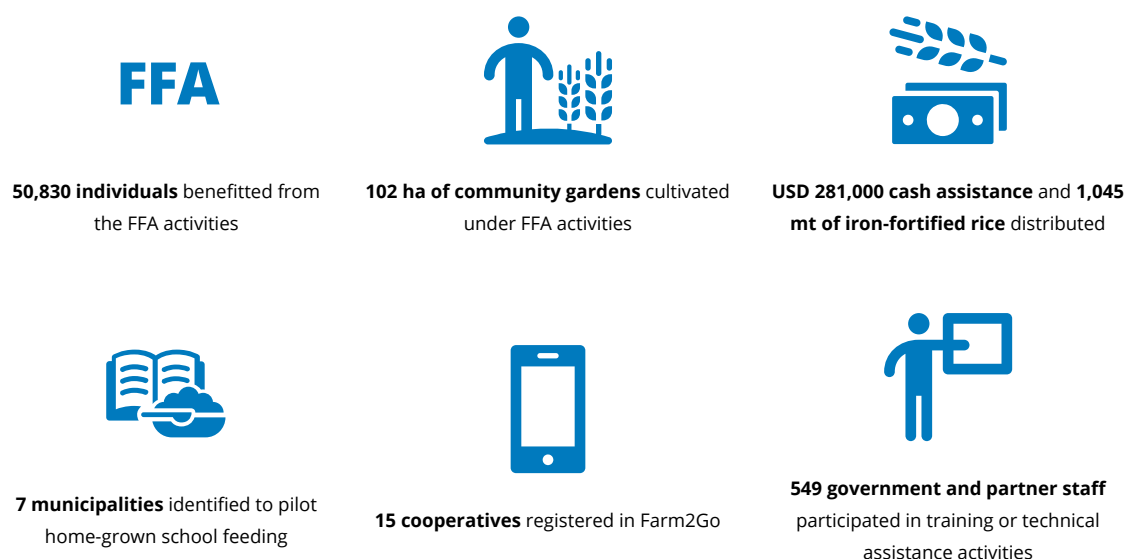 FFA
50,830 individuals benefitted from
the FFA activities
102 ha of community gardens cultivated
under FFA activities
USD 281,000 cash assistance and 1,045
mt of iron-fortified rice distributed
7 municipalities identified to pilot
home-grown school feeding
15 cooperatives registered in Farm2Go
549 government and partner staff
participated in training or technical
assistance activities